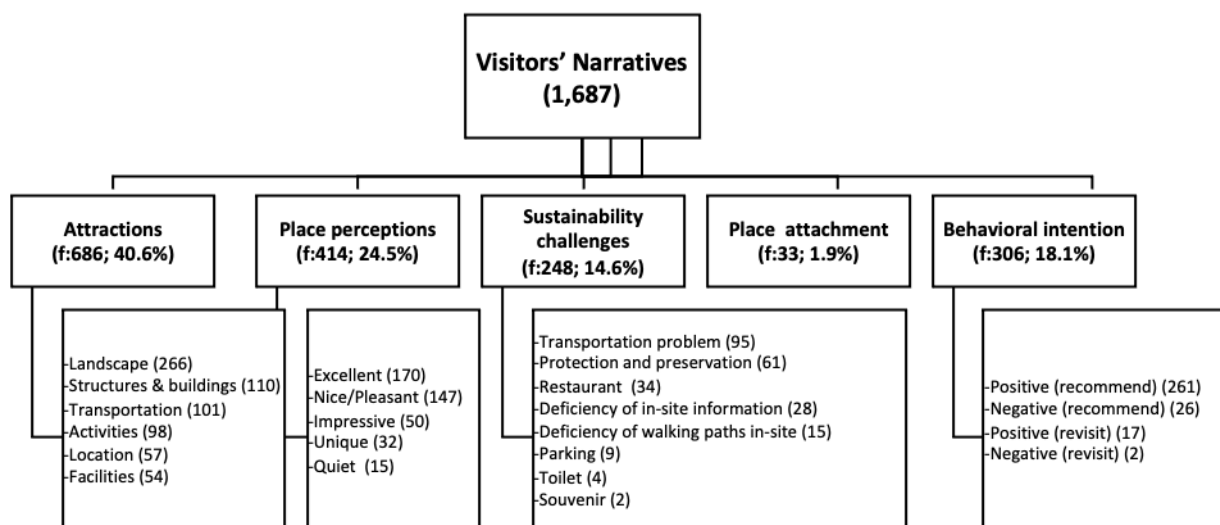 Visitors’ Narratives
(1,687)
Attractions
(f:686; 40.6%)
Place perceptions
(f:414; 24.5%)
Sustainability
challenges
(f:248; 14.6%)
Place attachment
(f:33; 1.9%)
Behavioral intention
(f:306; 18.1%)
-Landscape (266)
-Structures & buildings (110)
-Transportation (101)
-Activities (98)
-Location (57)
-Facilities (54)
-Excellent (170)
-Nice/Pleasant (147)
-Impressive (50)
-Unique (32)
-Quiet (15)
-Transportation problem (95)
-Protection and preservation (61)
-Restaurant (34)
-Deficiency of in-site information (28)
-Deficiency of walking paths in-site (15)
-Parking (9)
-Toilet (4)
-Souvenir (2)
-Positive (recommend) (261)
-Negative (recommend) (26)
-Positive (revisit) (17)
-Negative (revisit) (2)